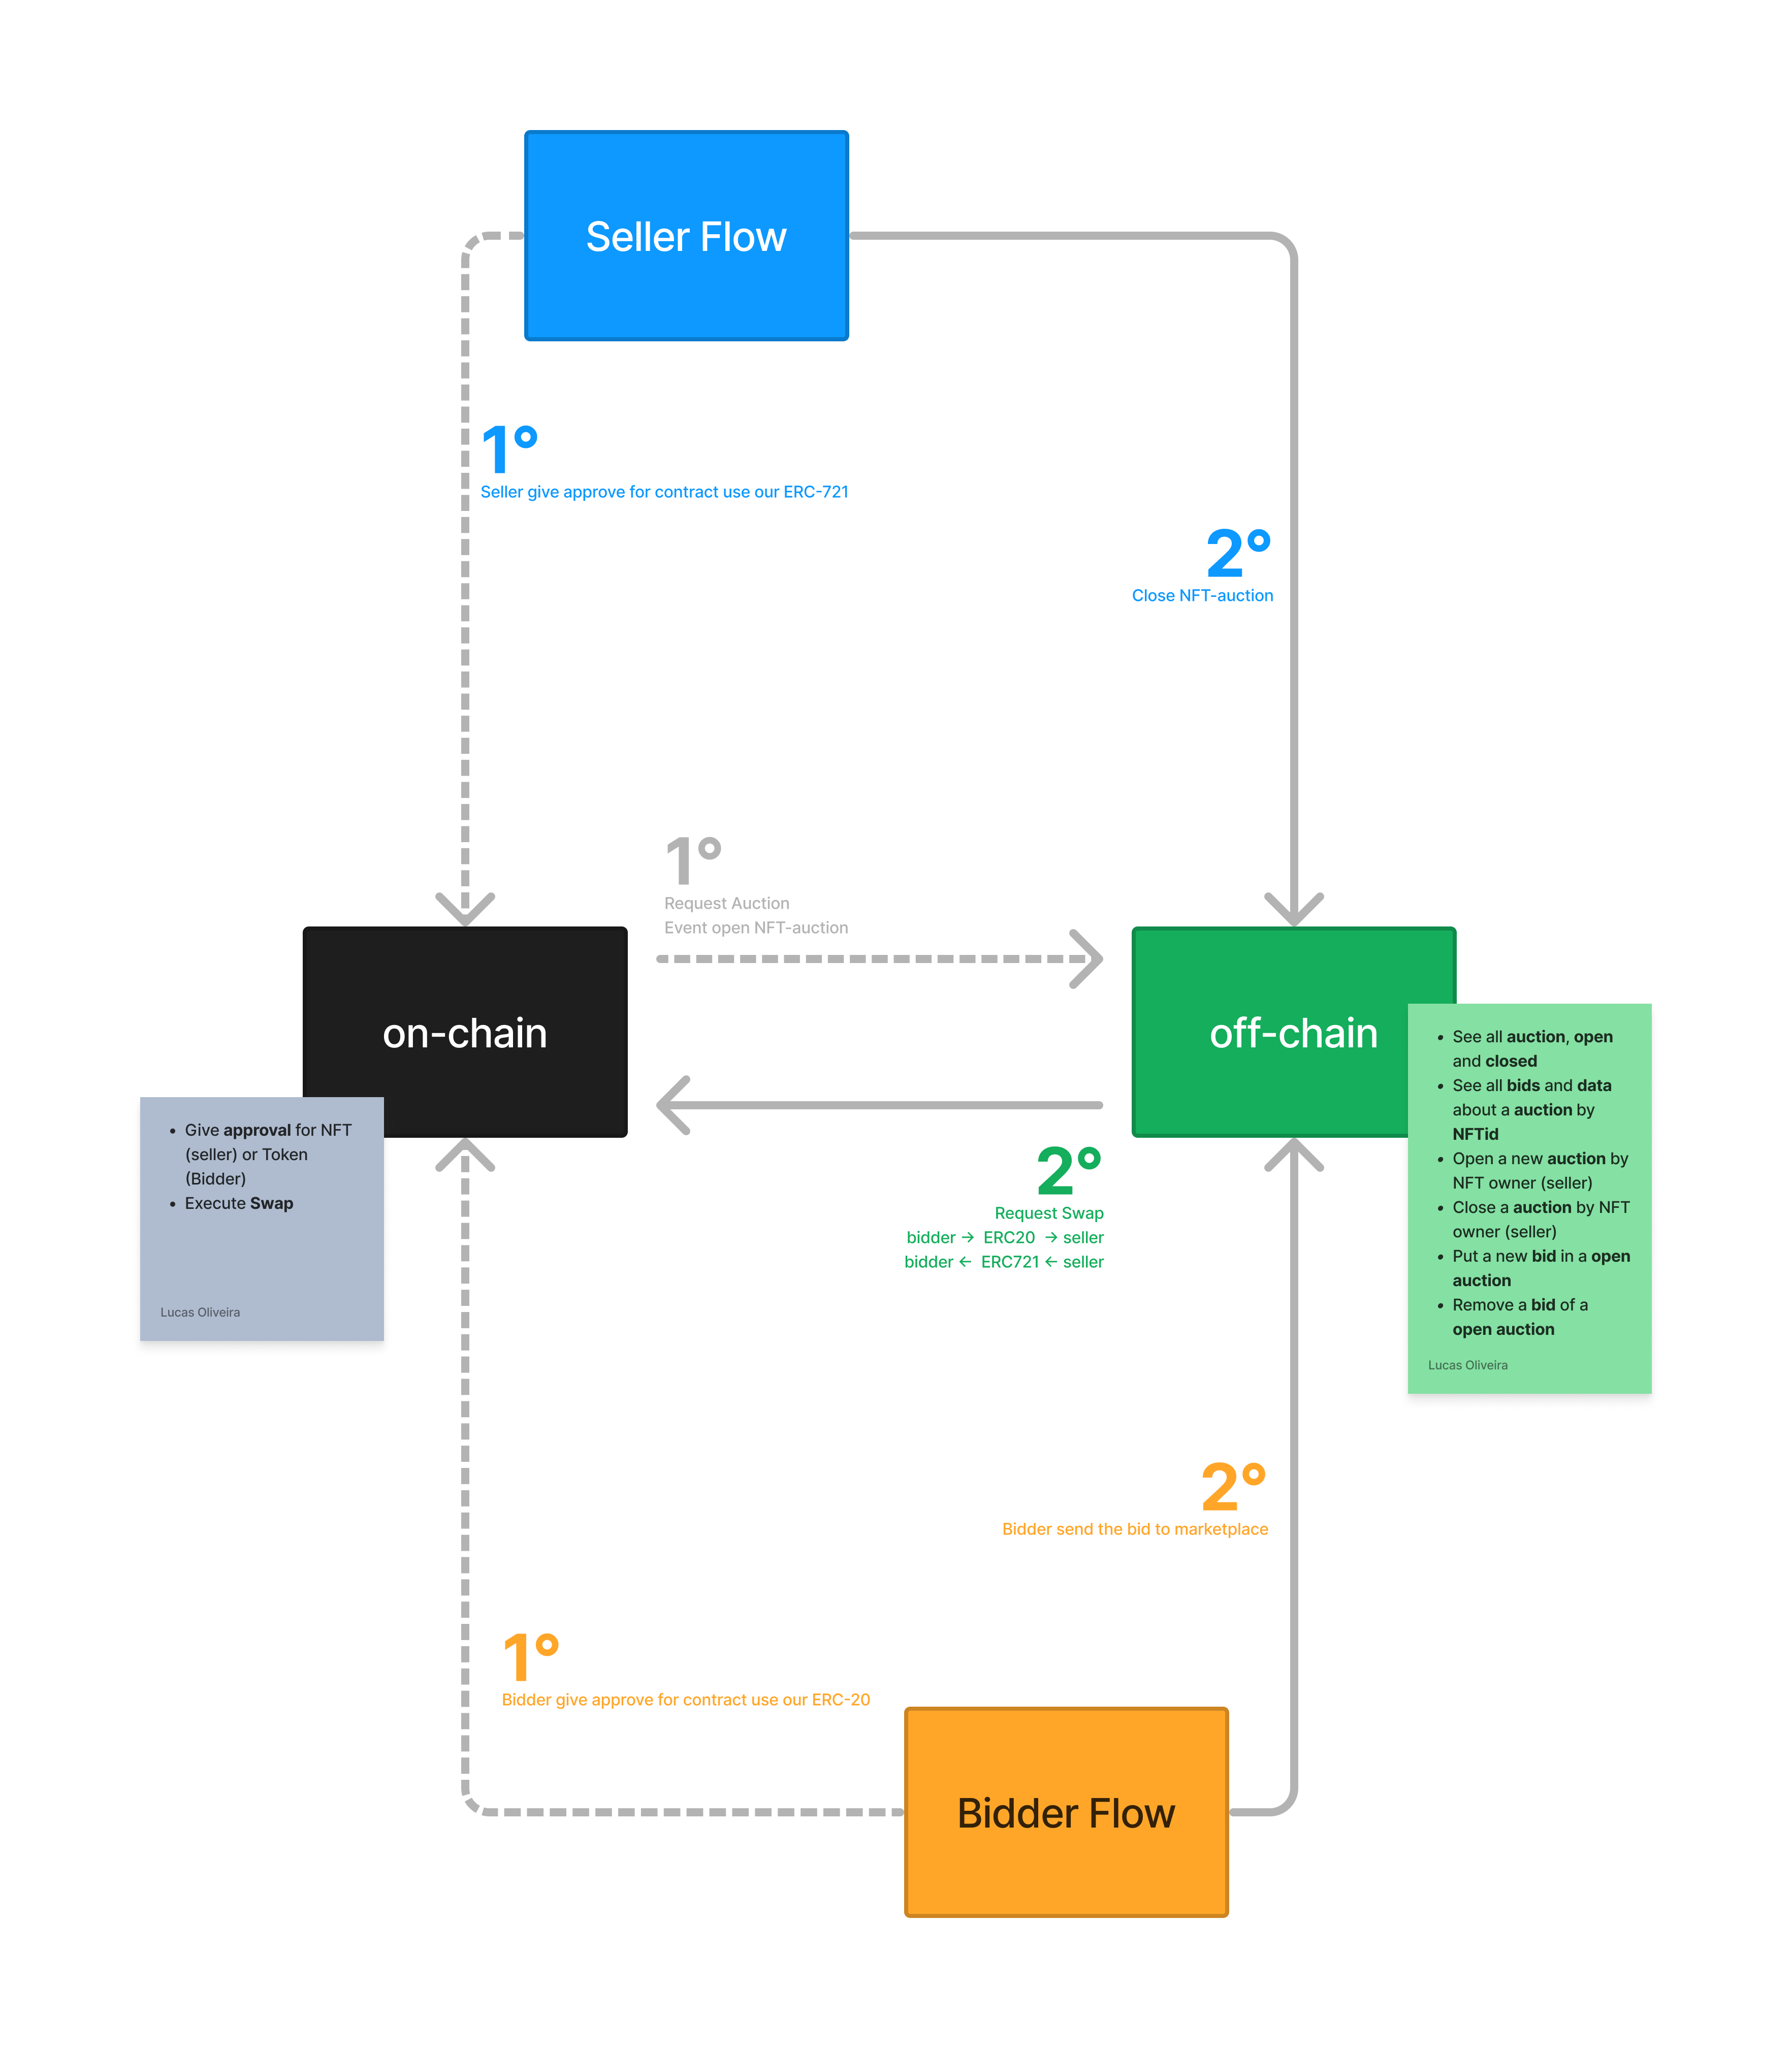 Seller Flow
1°
Seller give approve for contract use our ERC-721
2°
Close NFT-auction
1°
Request Auction
Event open NFT-auction
on-chain
off-chain
• Give approval for NFT
(seller) or Token
(Bidder)
• Execute Swap
Lucas Oliveira
2°
Request Swap
bidder → ERC20 → seller
bidder ← ERC721 ← seller
• See all auction, open
and closed
• See all bids and data
about a auction by
NFTid
• Open a new auction by
NFT owner (seller)
• Close a auction by NFT
owner (seller)
• Put a new bid in a open
auction
• Remove a bid of a
open auction
Lucas Oliveira
2°
Bidder send the bid to marketplace
1°
Bidder give approve for contract use our ERC-20
Bidder Flow